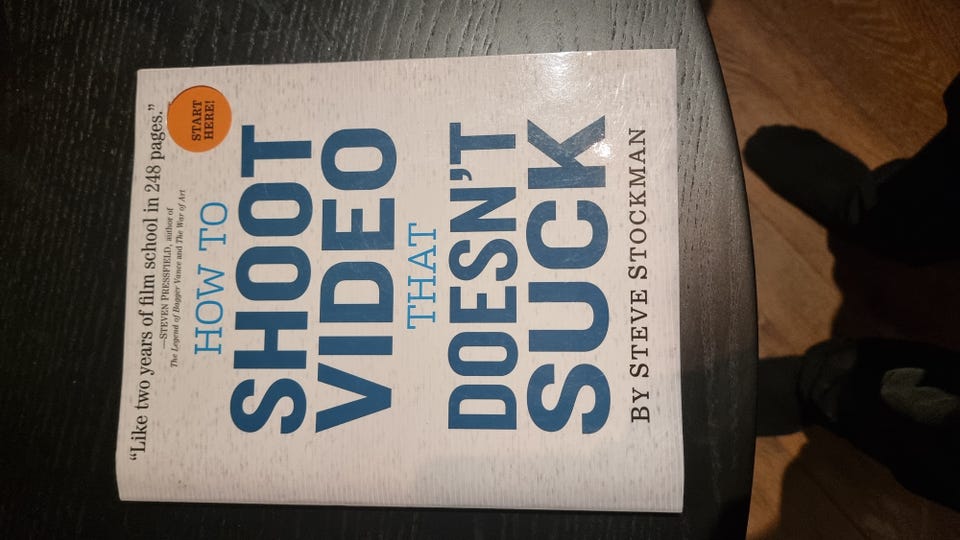 “Like two years of film school in 248 pages.”
—STEVEN PRESSFIELD, author of
The Legend of Bagger Vance and The War of Art
START
HERE!
HOW TO
SHOOT
VIDEO
THAT
DOESN’T
SUCK
BY STEVE STOCKMAN